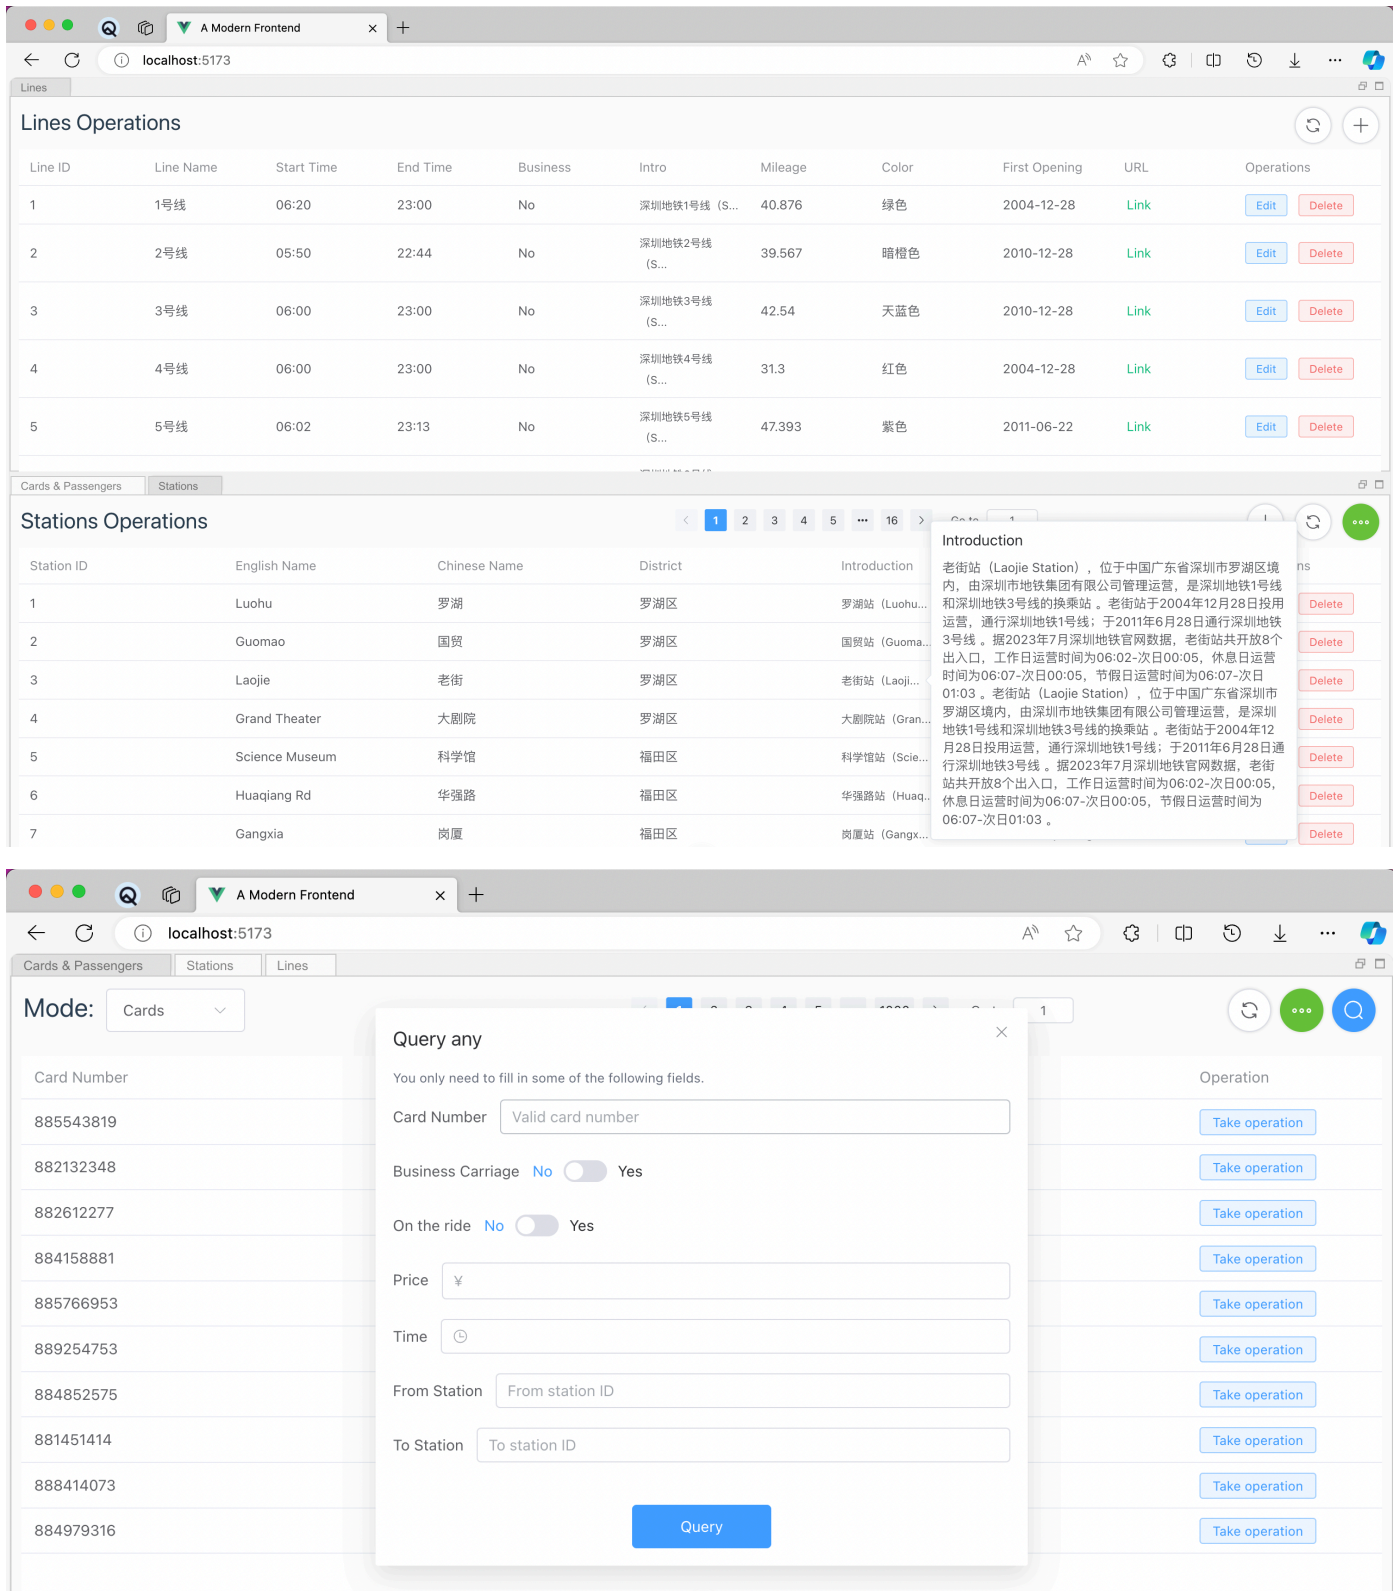 A Modern Frontend
localhost:5173
Lines
Lines Operations
Line ID Line Name Start Time End Time Business Intro Mileage Color First Opening URL Operations
1 1号线 06:20 23:00 No 深圳地铁1号线（S... 40.876 绿色 2004-12-28 Link Edit Delete
2 2号线 05:50 22:44 No 深圳地铁2号线
（S... 39.567 暗橙色 2010-12-28 Link Edit Delete
3 3号线 06:00 23:00 No 深圳地铁3号线
（S... 42.54 天蓝色 2010-12-28 Link Edit Delete
4 4号线 06:00 23:00 No 深圳地铁4号线
（S... 31.3 红色 2004-12-28 Link Edit Delete
5 5号线 06:02 23:13 No 深圳地铁5号线
（S... 47.393 紫色 2011-06-22 Link Edit Delete
Cards & Passengers Stations
Stations Operations
1 2 3 4 5 ••• 16 Go to 1
Station ID English Name Chinese Name District Introduction
1 Luohu 罗湖 罗湖区 罗湖站（Luohu... Delete
2 Guomao 国贸 罗湖区 国贸站（Guoma... Delete
3 Laojie 老街 罗湖区 老街站（Laoji... Delete
4 Grand Theater 大剧院 罗湖区 大剧院站（Gran... Delete
5 Science Museum 科学馆 福田区 科学馆站（Scie... Delete
6 Huaqiang Rd 华强路 福田区 华强路站（Huaq... Delete
7 Gangxia 岗厦 福田区 岗厦站（Gangx... Delete
Introduction
老街站（Laojie Station），位于中国广东省深圳市罗湖区境
内，由深圳市地铁集团有限公司管理运营，是深圳地铁1号线
和深圳地铁3号线的换乘站 。老街站于2004年12月28日投用
运营，通行深圳地铁1号线；于2011年6月28日通行深圳地铁
3号线 。据2023年7月深圳地铁官网数据，老街站共开放8个
出入口，工作日运营时间为06:02-次日00:05，休息日运营
时间为06:07-次日00:05，节假日运营时间为06:07-次日
01:03 。老街站（Laojie Station），位于中国广东省深圳市
罗湖区境内，由深圳市地铁集团有限公司管理运营，是深圳
地铁1号线和深圳地铁3号线的换乘站 。老街站于2004年12
月28日投用运营，通行深圳地铁1号线；于2011年6月28日通
行深圳地铁3号线 。据2023年7月深圳地铁官网数据，老街
站共开放8个出入口，工作日运营时间为06:02-次日00:05，
休息日运营时间为06:07-次日00:05，节假日运营时间为
06:07-次日01:03 。
A Modern Frontend
localhost:5173
Cards & Passengers Stations Lines
Mode: Cards 1
Card Number Operation
885543819 Take operation
882132348 Take operation
882612277 Take operation
884158881 Take operation
885766953 Take operation
889254753 Take operation
884852575 Take operation
881451414 Take operation
888414073 Take operation
884979316 Take operation
Query any
You only need to fill in some of the following fields.
Card Number Valid card number
Business Carriage No Yes
On the ride No Yes
Price ¥
Time
From Station From station ID
To Station To station ID
Query